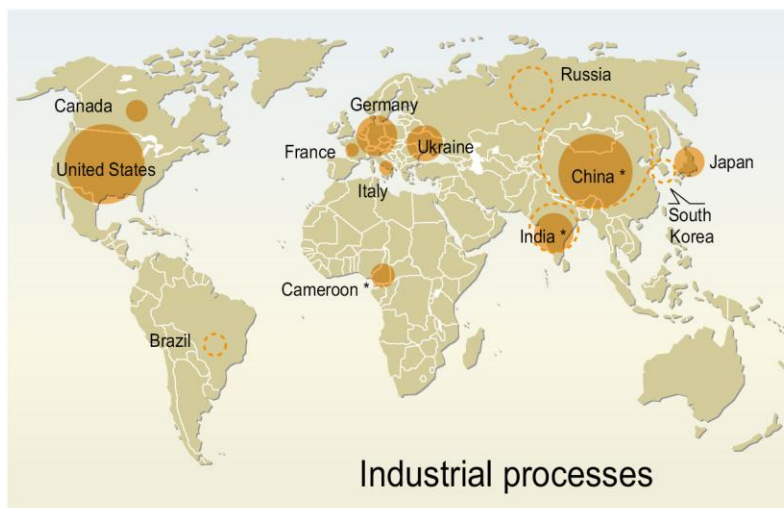 Russia
Canada
Germany
France
Ukraine
United States
Italy
China *
Japan
South
Korea
India *
Cameroon *
Brazil
Industrial processes